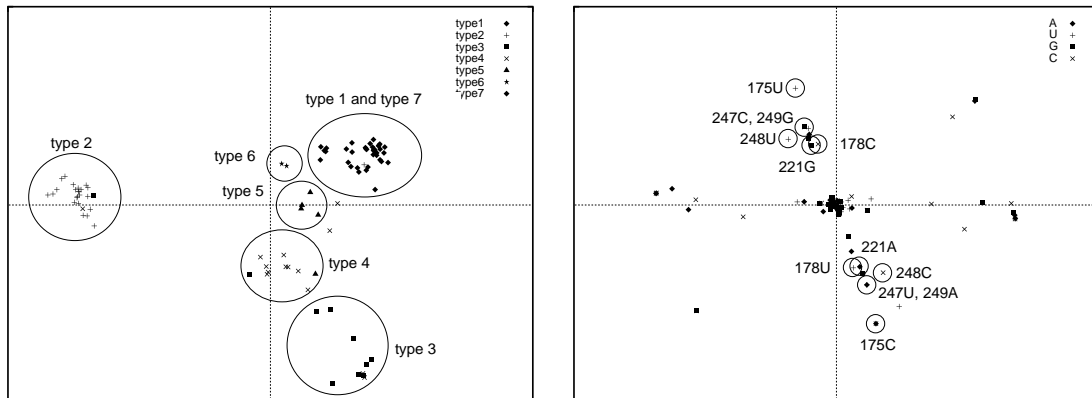 type1
type2
type3
type4
type5
type6
type7
type 1 and type 7
type 2
type 6
type 5
type 4
type 3
A
U
G
C
175U
247C, 249G
248U
178C
221G
221A
178U
248C
247U, 249A
175C